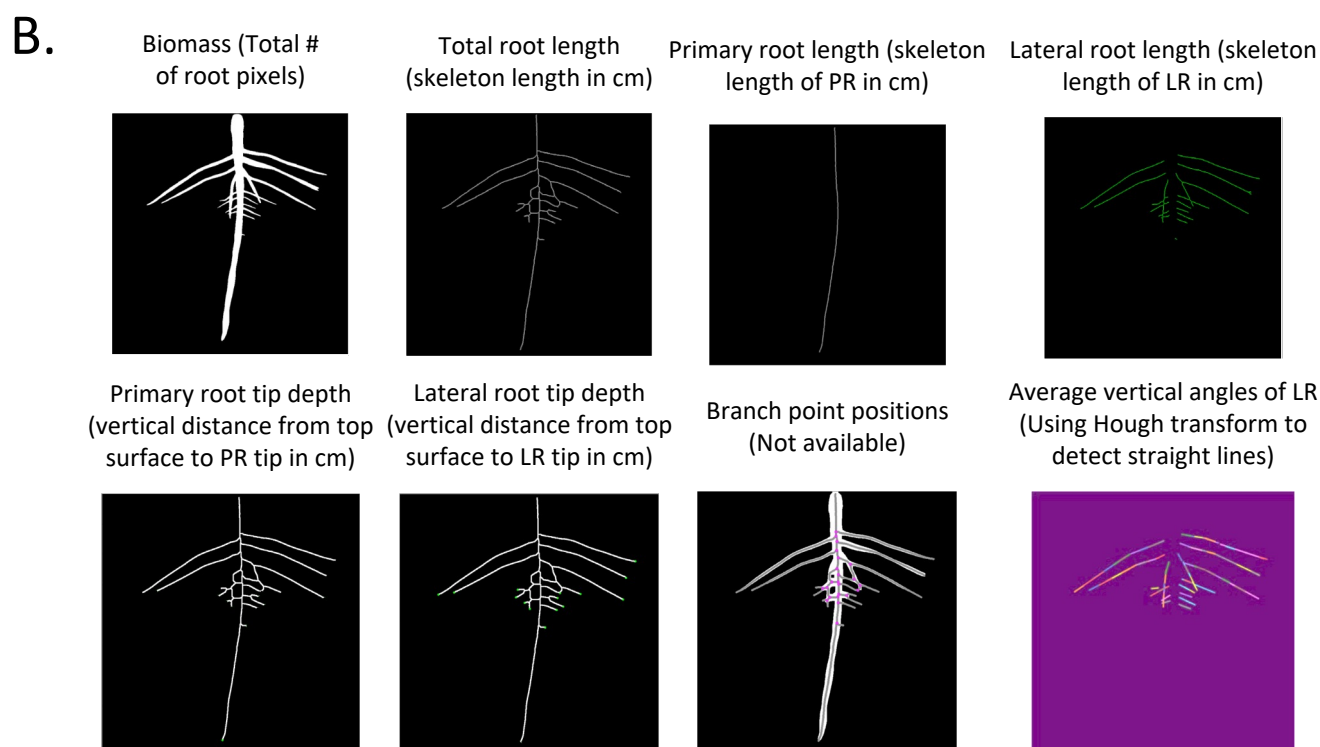 B.
Biomass (Total #
of root pixels)
Total root length
(skeleton length in cm)
Primary root length (skeleton
length of PR in cm)
Lateral root length (skeleton
length of LR in cm)
Primary root tip depth
(vertical distance from top
surface to PR tip in cm)
Lateral root tip depth
(vertical distance from top
surface to LR tip in cm)
Branch point positions
(Not available)
Average vertical angles of LR
(Using Hough transform to
detect straight lines)